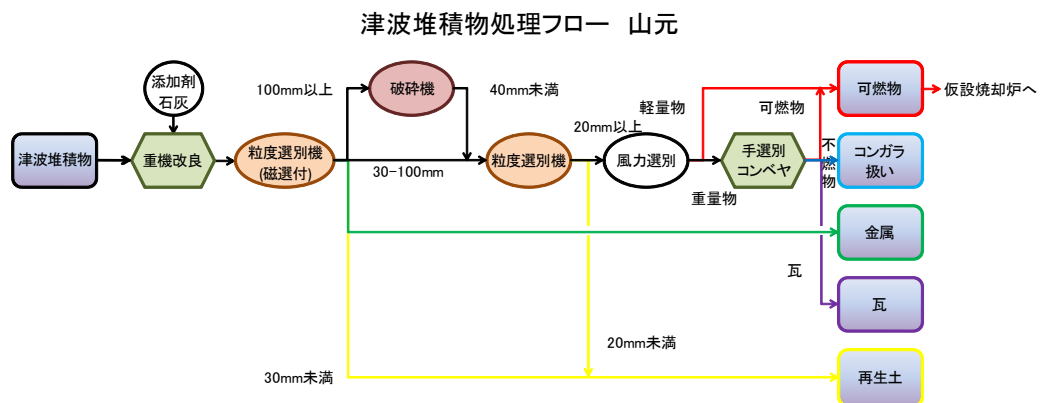 津波堆積物処理フロー 山元
添加剤
石灰
100mm以上
破砕機
40mm未満
軽量物
可燃物
可燃物
仮設焼却炉へ
20mm以上
津波堆積物
重機改良
粒度選別機
(磁選付)
30-100mm
粒度選別機
風力選別
手選別
コンベヤ
不燃物
コンガラ
扱い
重量物
金属
瓦
瓦
20mm未満
30mm未満
再生土